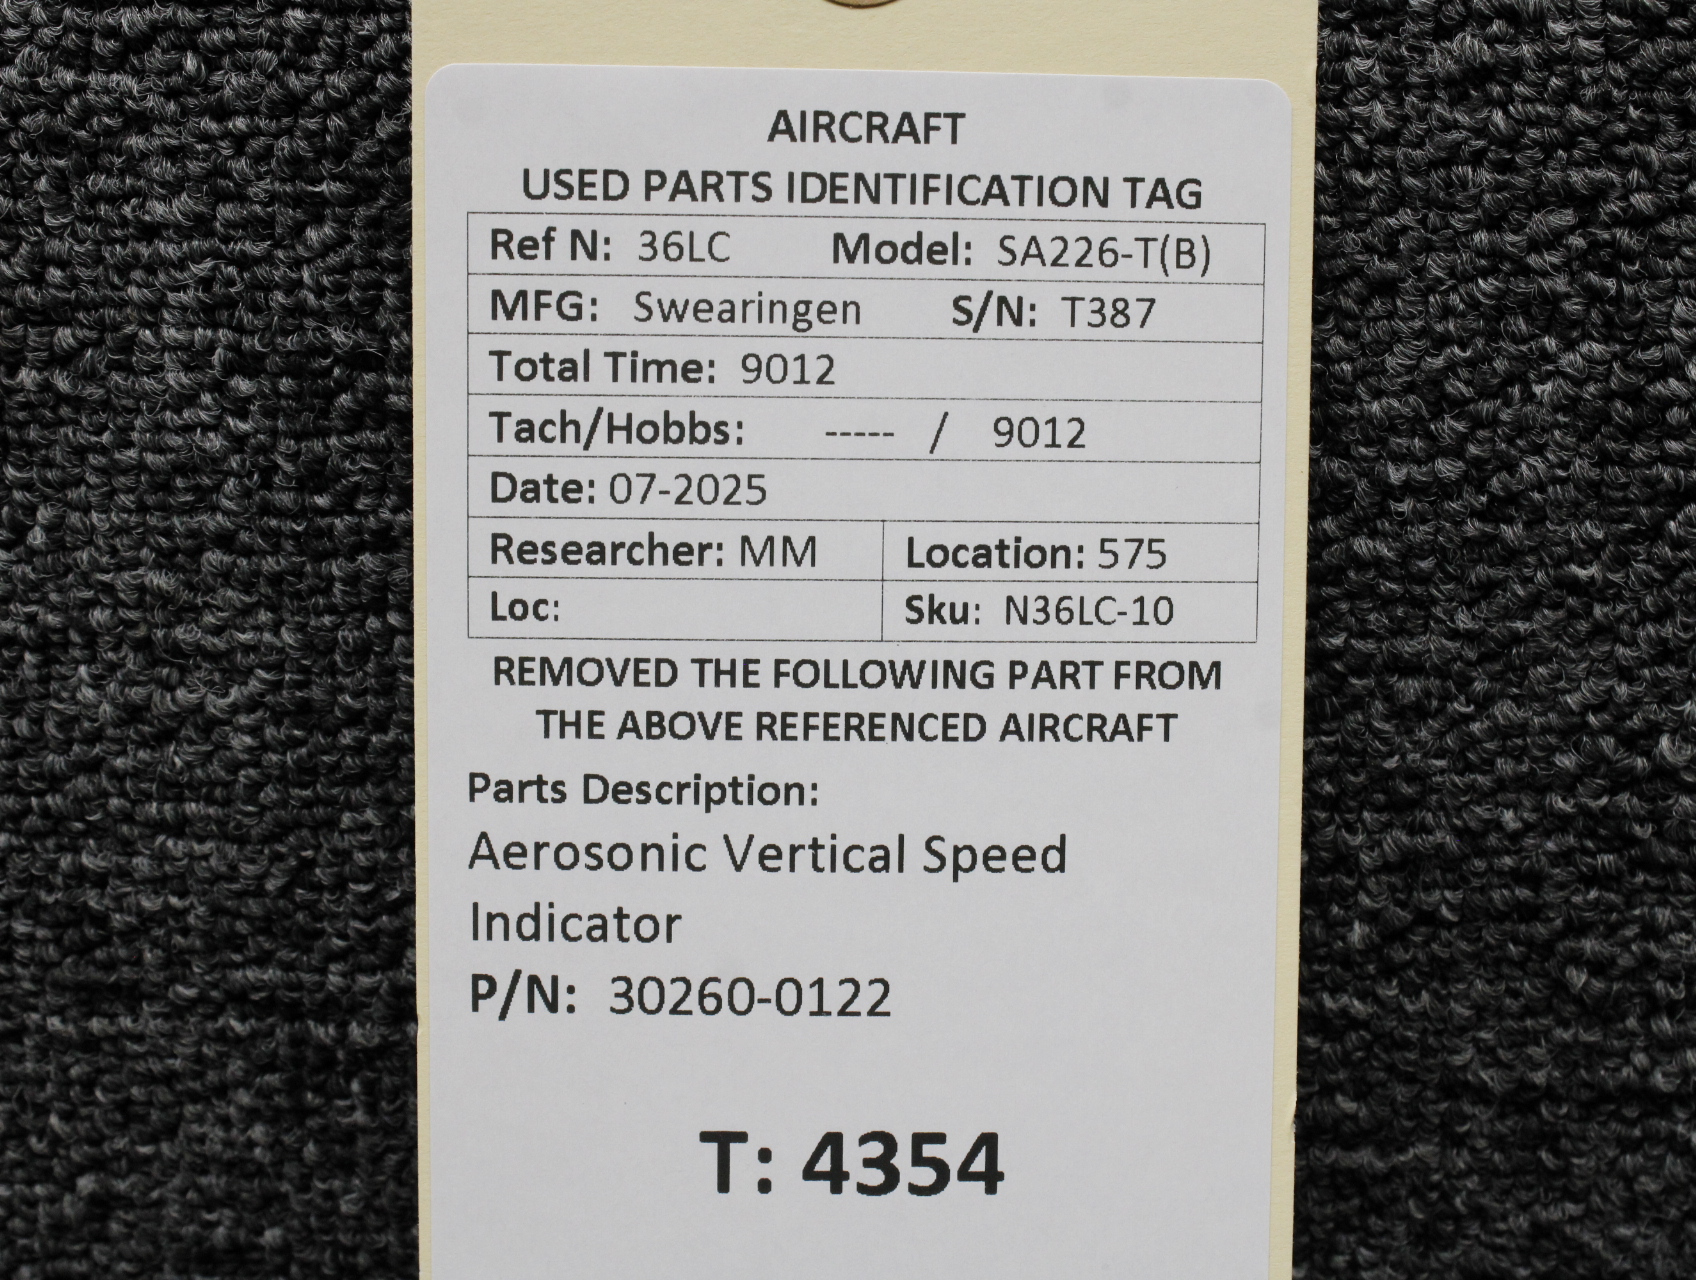 AIRCRAFT
USED PARTS IDENTIFICATION TAG
Ref N: 36LC Model: SA226-T(B)
MFG: Swearingen S/N: T387
Total Time: 9012
Tach/Hobbs: ----- / 9012
Date: 07-2025
Researcher: MM Location: 575
Loc: Sku: N36LC-10
REMOVED THE FOLLOWING PART FROM
THE ABOVE REFERENCED AIRCRAFT
Parts Description:
Aerosonic Vertical Speed
Indicator
P/N: 30260-0122
T: 4354